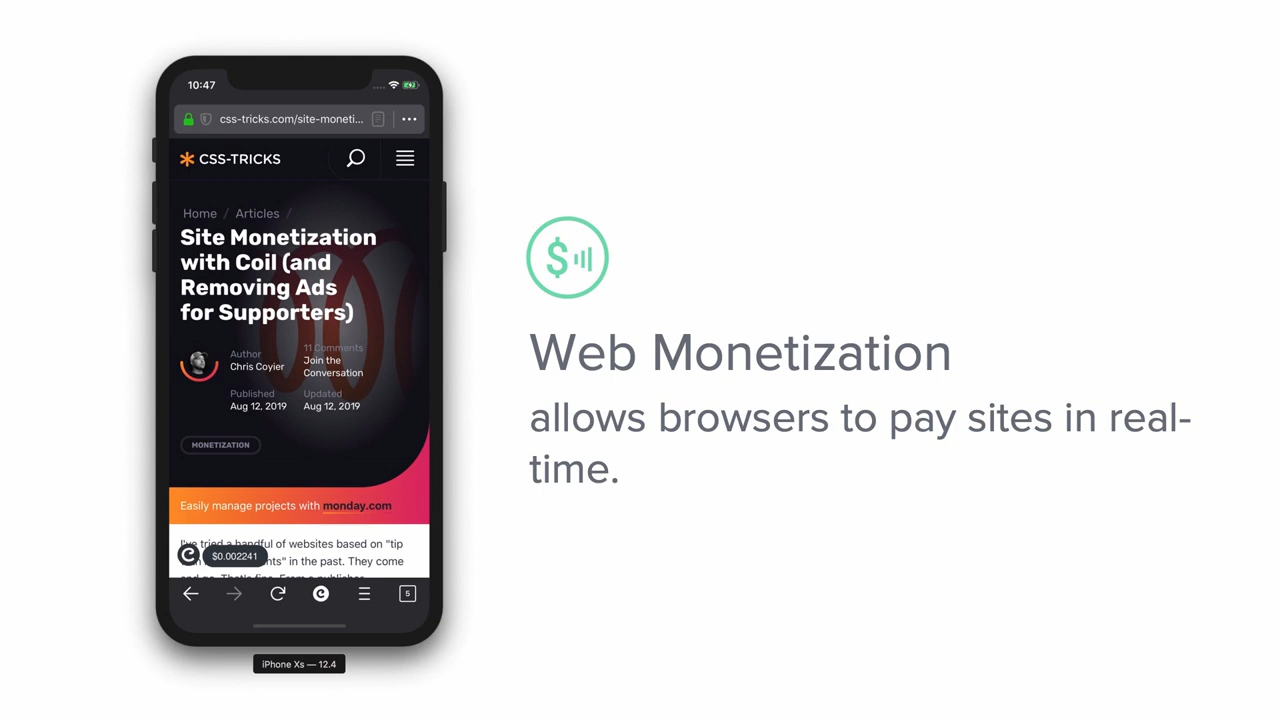 10:47
css-tricks.com/site-moneti...
CSS-TRICKS
Home / Articles /
Site Monetization
with Coil (and
Removing Ads
for Supporters)
Author
Chris Coyier
11 Comments
Join the
Conversation
Published
Aug 12, 2019
Updated
Aug 12, 2019
MONETIZATION
Easily manage projects with monday.com
I've tried a handful of websites based on "tip
$0.002241
nts" in the past. They come
5
iPhone Xs — 12.4
$
Web Monetization
allows browsers to pay sites in real-
time.